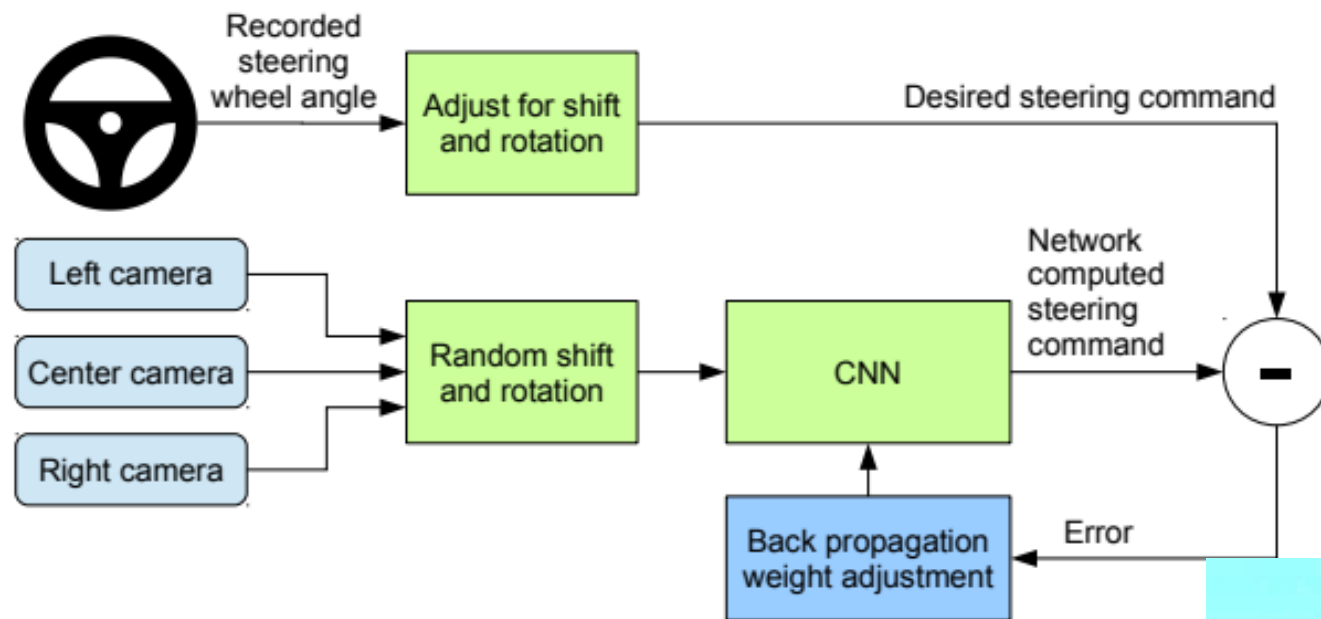 Recorded
steering
wheel angle
Adjust for shift
and rotation
Desired steering command
Left camera
Center camera
Right camera
Random shift
and rotation
CNN
Network
computed
steering
command
-
Back propagation
weight adjustment
Error